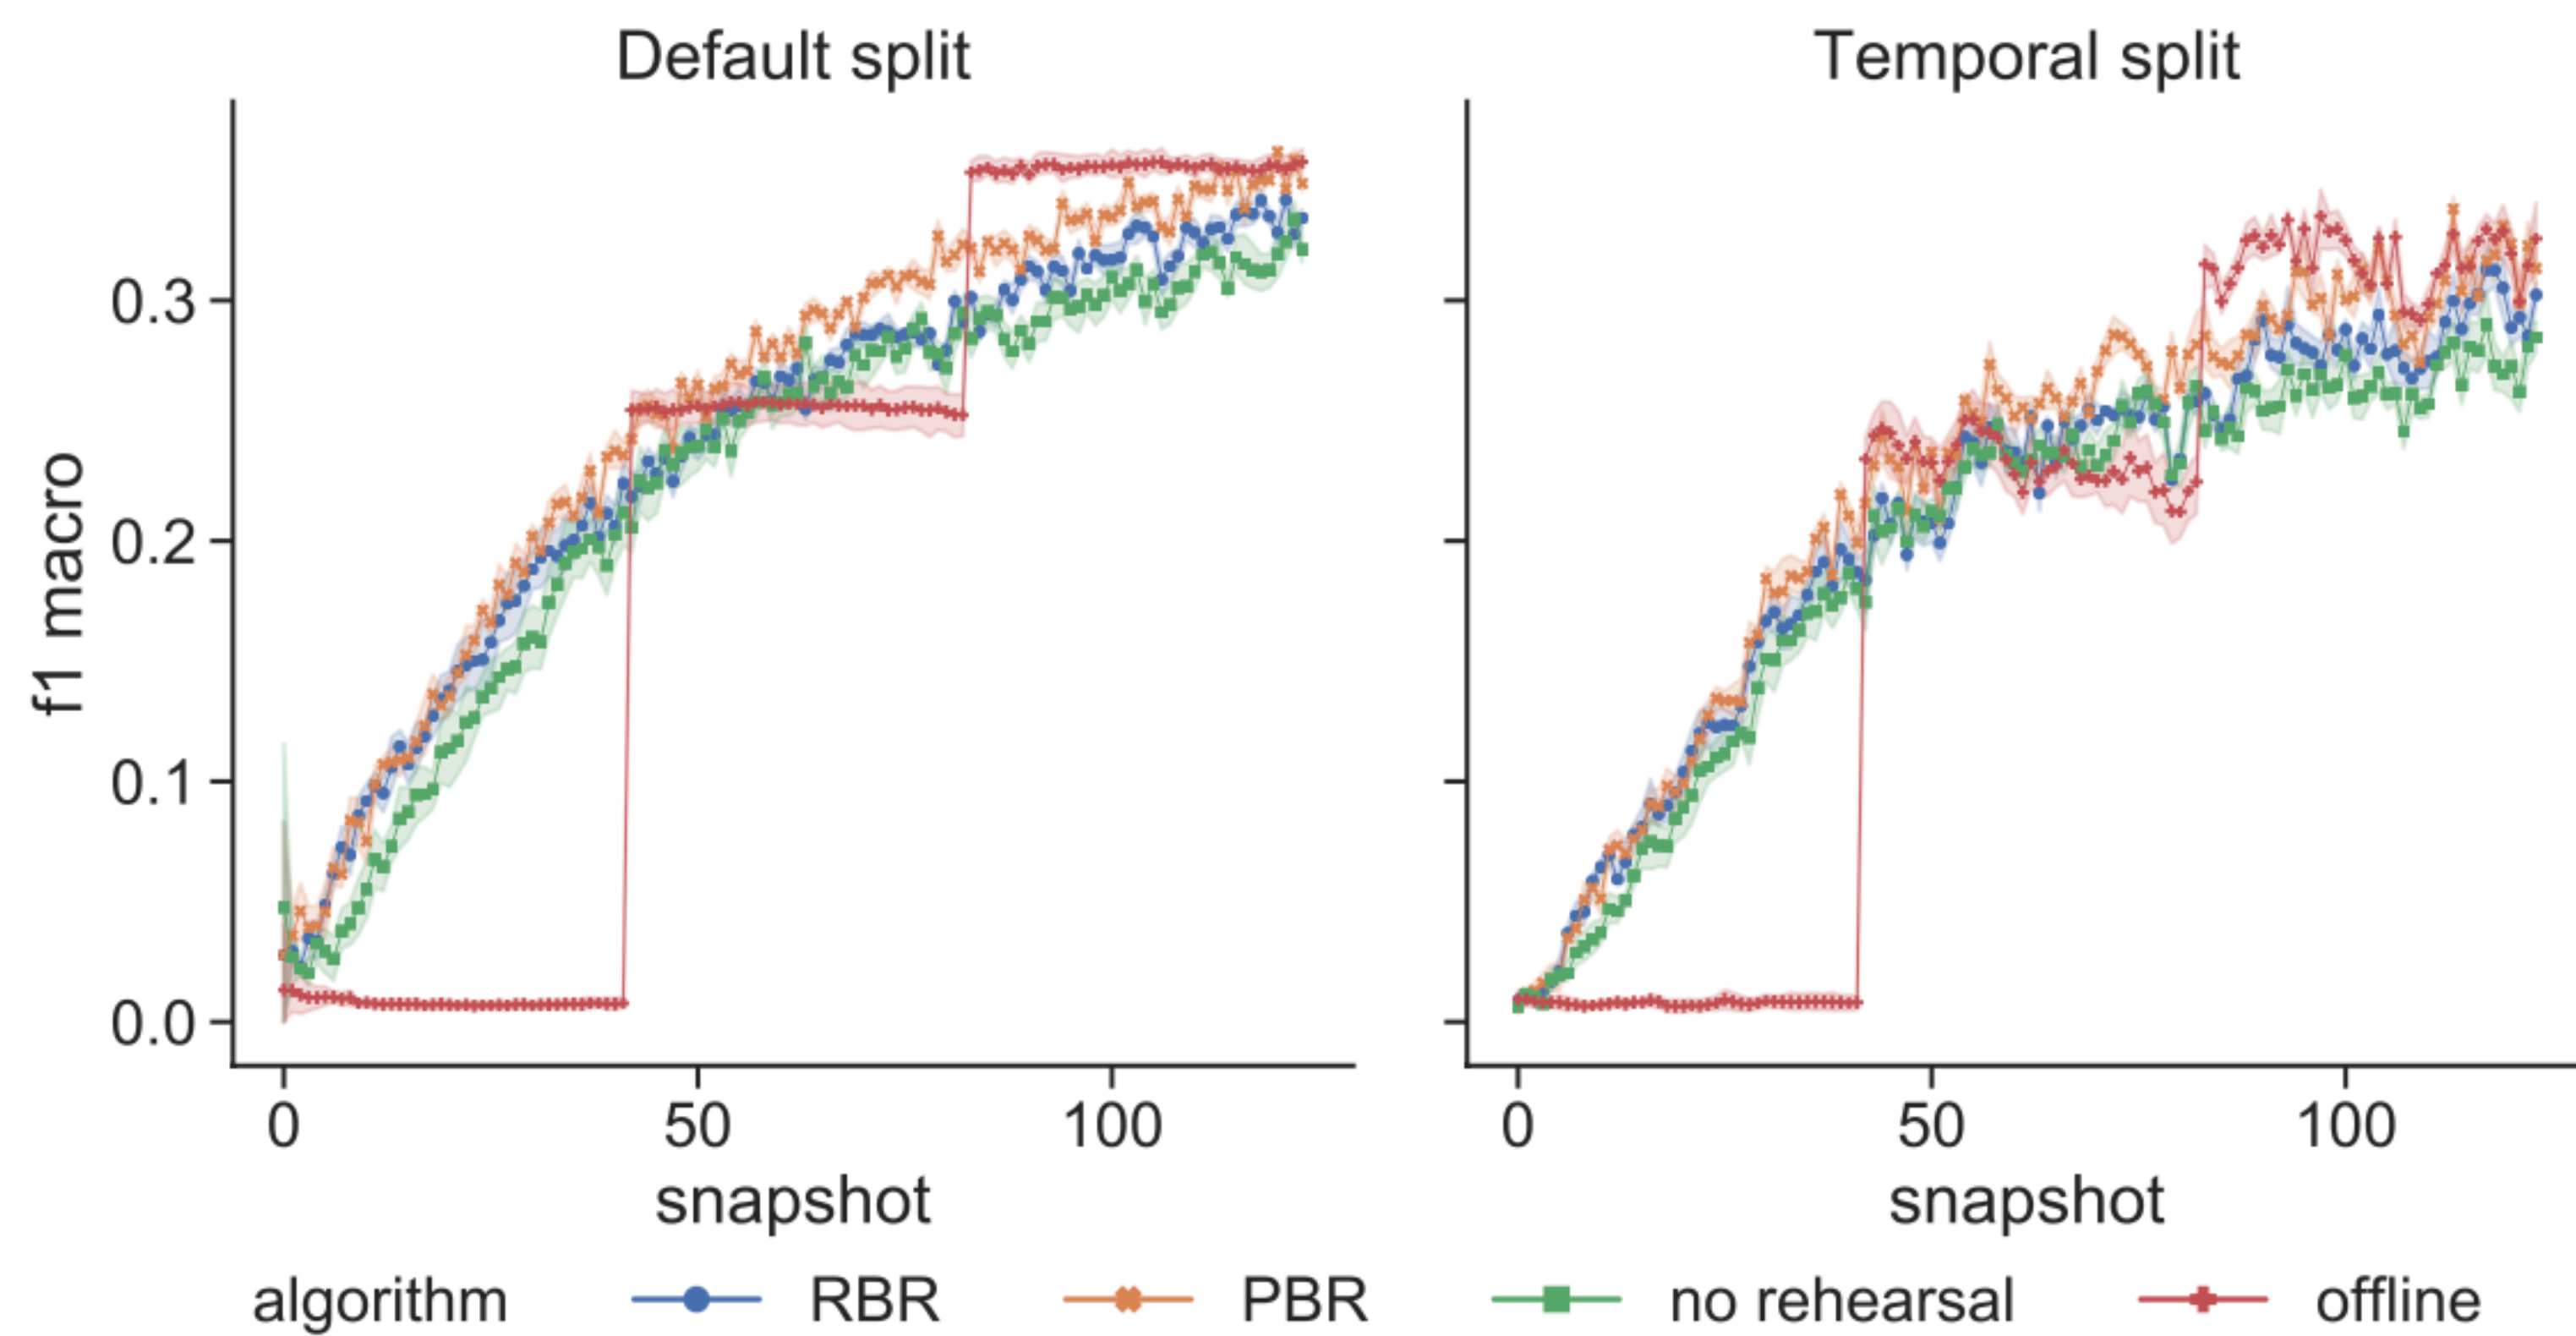 Default split
Temporal split
f1 macro
0.3
0.2
0.1
0.0
0 50 100
0 50 100
snapshot
snapshot
algorithm RBR PBR no rehearsal offline